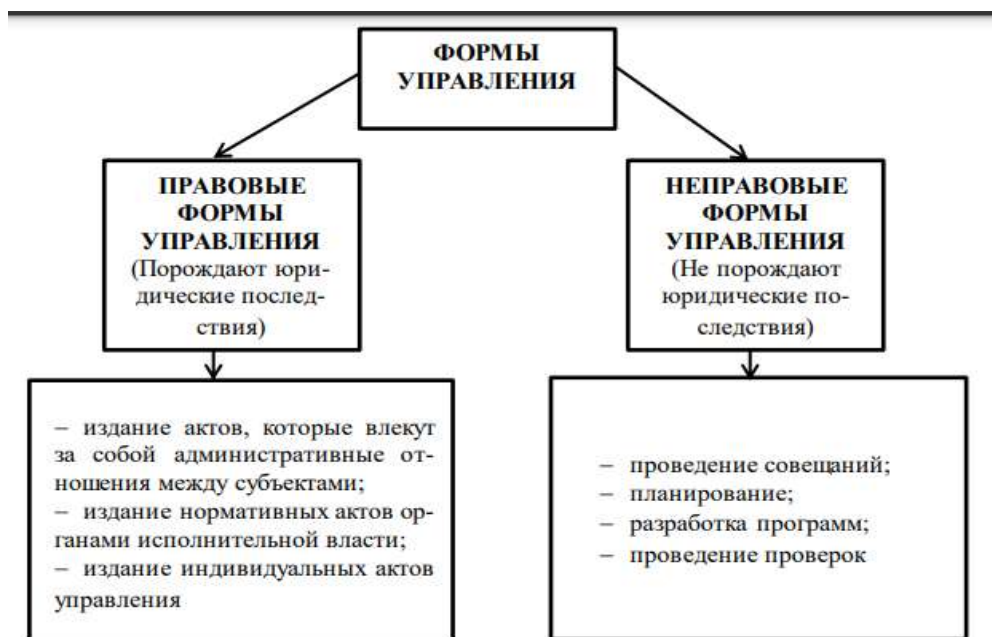 ФОРМЫ
УПРАВЛЕНИЯ
ПРАВОВЫЕ
ФОРМЫ
УПРАВЛЕНИЯ
(Порождают юри-
дические послед-
ствия)
НЕПРАВОВЫЕ
ФОРМЫ
УПРАВЛЕНИЯ
(Не порождают
юридические по-
следствия)
– издание актов, которые влекут
за собой административные от-
ношения между субъектами;
– издание нормативных актов ор-
ганами исполнительной власти;
– издание индивидуальных актов
управления
– проведение совещаний;
– планирование;
– разработка программ;
– проведение проверок